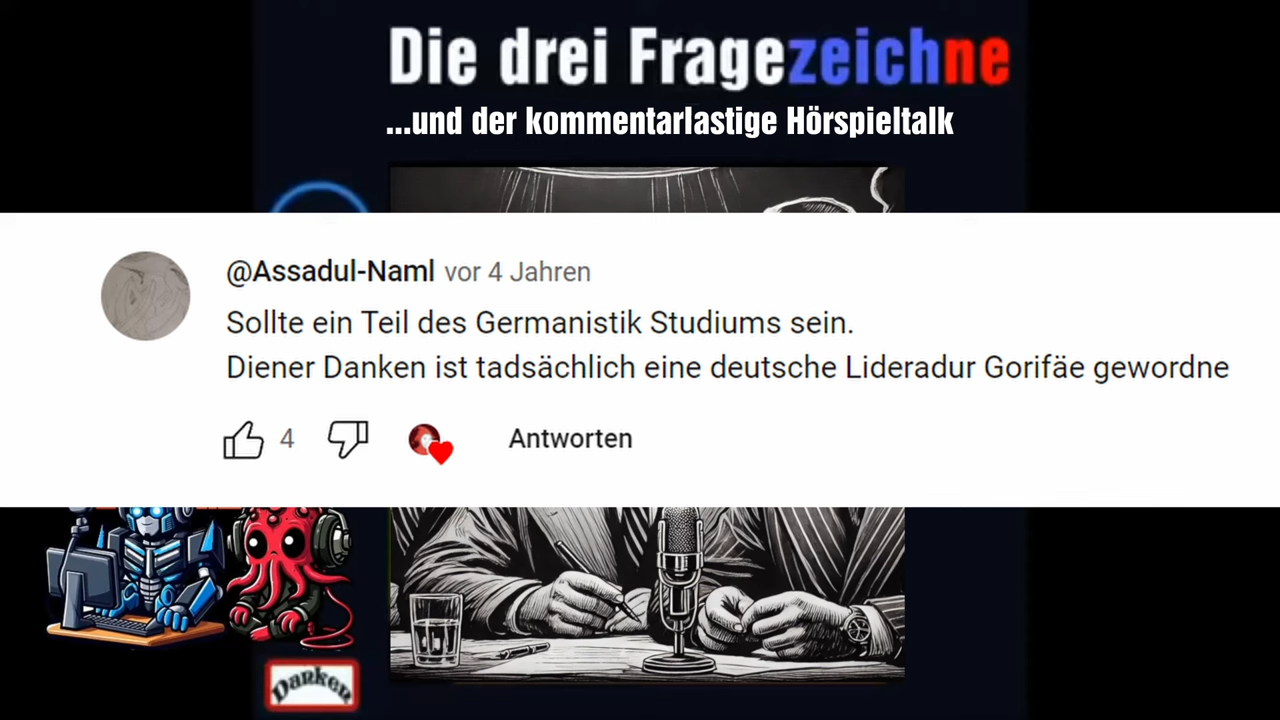 Die drei Fragezeichne
...und der kommentarlastige Hörspieltalk
@Assadul-Naml vor 4 Jahren
Sollte ein Teil des Germanistik Studiums sein.
Diener Danken ist tadsächlich eine deutsche Lideradur Gorifäe gewordne
4 Antworten
Danken